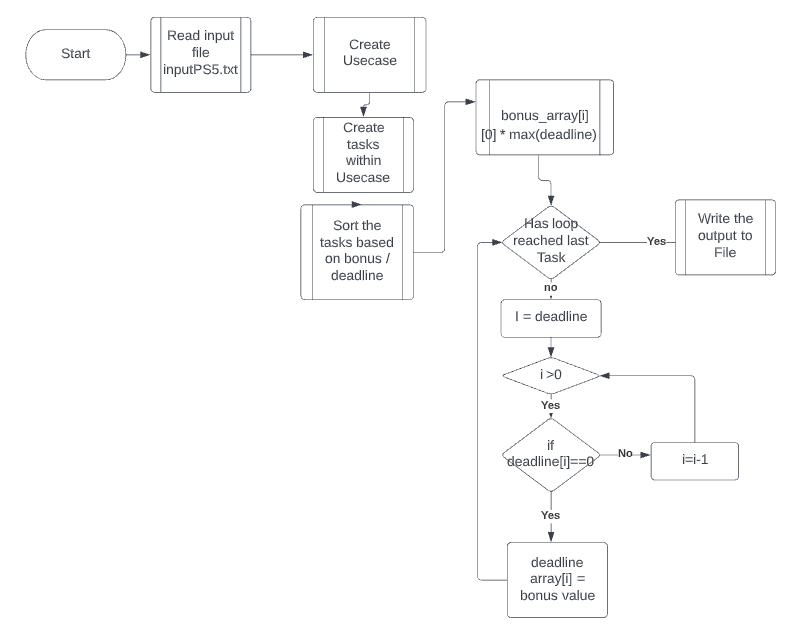 Start
Read input
file
inputPS5.txt
Create
Usecase
Create
tasks
within
Usecase
Sort the
tasks based
on bonus /
deadline
bonus_array[i]
[0] * max(deadline)
Has loop
reached last
Task
Yes
Write the
output to
File
no
I = deadline
i >0
Yes
if
deadline[i]==0
No
i=i-1
Yes
deadline
array[i] =
bonus value